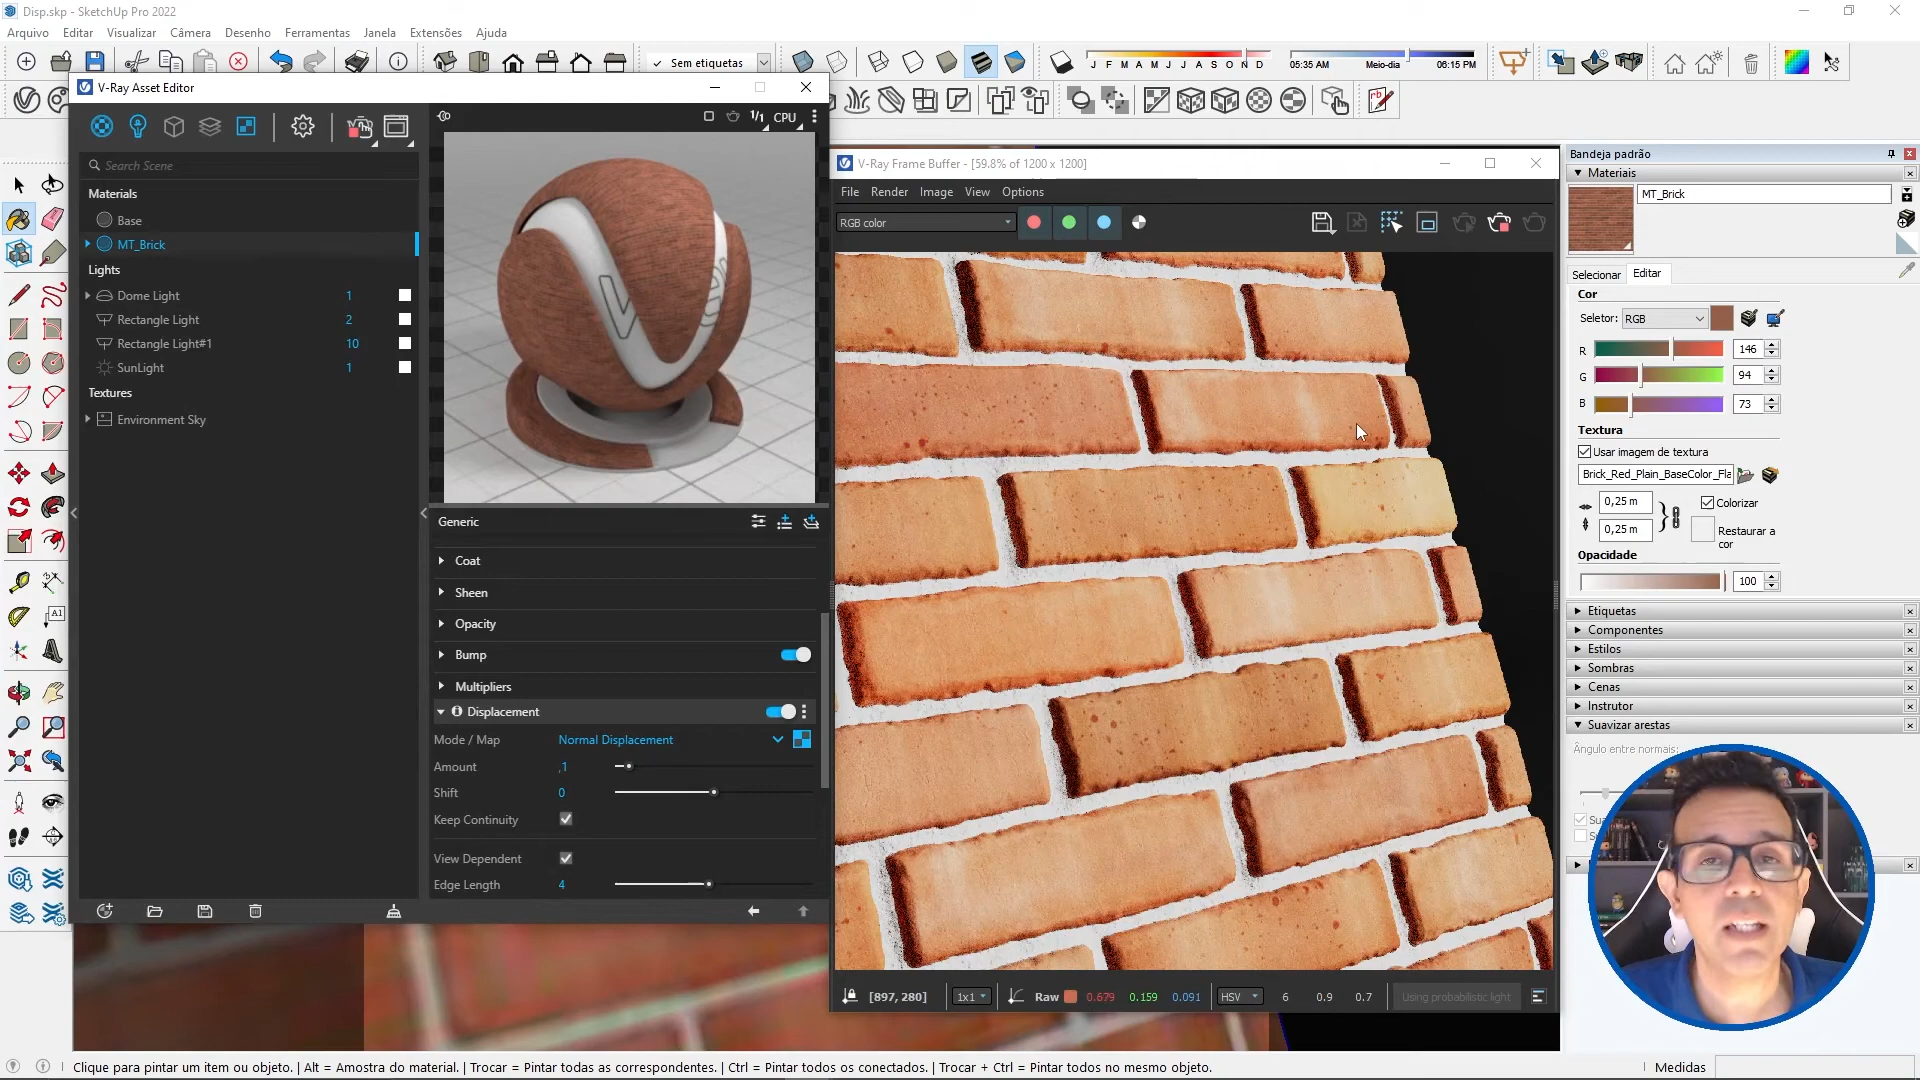 Disp.skp - SketchUp Pro 2022
Arquivo Editar Visualizar Câmera Desenho Ferramentas Janela Extensões Ajuda
Sem etiquetas
J F M A M J J A S O N D
05:35 AM Meio-dia 06:15 PM
V-Ray Asset Editor
1/1 CPU
Search Scene
Materials
Base
MT_Brick
Lights
Dome Light 1
Rectangle Light 2
Rectangle Light#1 10
SunLight 1
Textures
Environment Sky
Generic
Coat
Sheen
Opacity
Bump
Multipliers
Displacement
Mode / Map Normal Displacement
Amount ,1
Shift 0
Keep Continuity
View Dependent
Edge Length 4
V-Ray Frame Buffer - [59.8% of 1200 x 1200]
File Render Image View Options
RGB color
[897, 280] 1x1 Raw 0.679 0.159 0.091 HSV 6 0.9 0.7 Using probabilistic light
Bandeja padrão
Materiais
MT_Brick
Selecionar Editar
Cor
Seletor: RGB
R 146
G 94
B 73
Textura
Usar imagem de textura
Brick_Red_Plain_BaseColor_Fla
0,25 m Colorizar
0,25 m Restaurar a
cor
Opacidade
100
Etiquetas
Componentes
Estilos
Sombras
Cenas
Instrutor
Suavizar arestas
Ângulo entre normais:
A1
Clique para pintar um item ou objeto. | Alt = Amostra do material. | Trocar = Pintar todas as correspondentes. | Ctrl = Pintar todos os conectados. | Trocar + Ctrl = Pintar todos no mesmo objeto.
Medidas